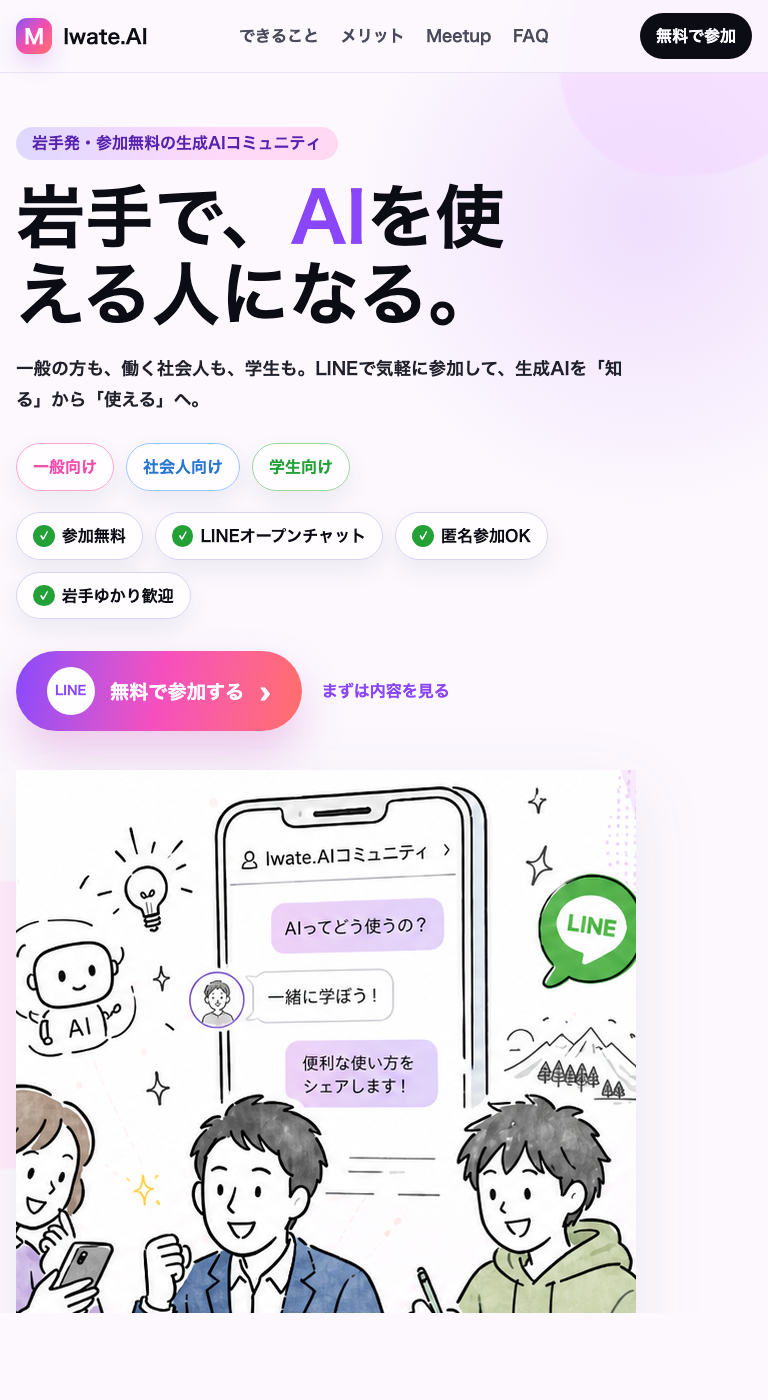 M Iwate.AI
できること メリット Meetup FAQ
無料で参加
岩手発・参加無料の生成AIコミュニティ
岩手で、AIを使
える人になる。
一般の方も、働く社会人も、学生も。LINEで気軽に参加して、生成AIを「知
る」から「使える」へ。
一般向け 社会人向け 学生向け
参加無料 LINEオープンチャット 匿名参加OK
岩手ゆかり歓迎
LINE 無料で参加する ›
まずは内容を見る
Iwate.AIコミュニティ
AIってどう使うの？
LINE
一緒に学ぼう！
AI
便利な使い方を
シェアします！